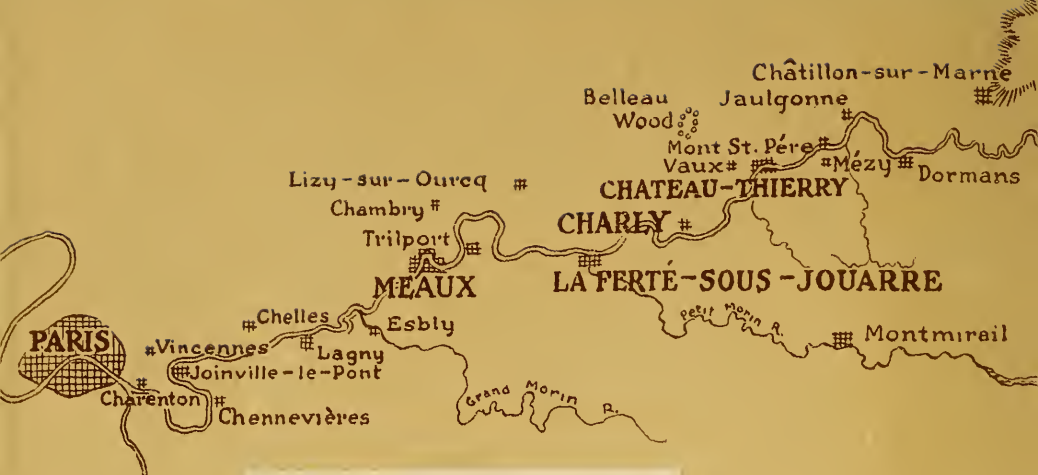 Châtillon-sur-Marne
Belleau
Wood
Jaulgonne
Mont St. Pére
Vaux
Mézy
Dormans
Lizy-sur-Ourcq
CHATEAU-THIERRY
Chambry
CHARLY
Trilport
MEAUX
LA FERTÉ-SOUS-JOUARRE
Petit Morin R.
Chelles
Esbly
Montmirail
PARIS
Vincennes
Lagny
Joinville-le-Pont
Charenton
Grand Morin R.
Chennevières